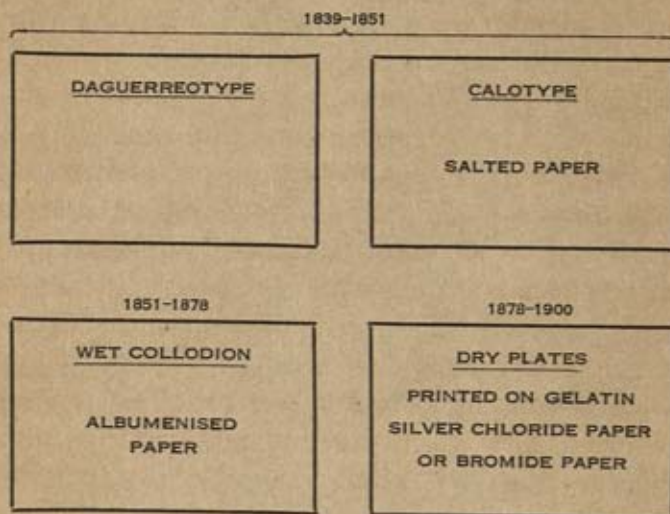 1839-1851
DAGUERREOTYPE
CALOTYPE
SALTED PAPER
1851-1878
WET COLLODION
ALBUMENISED
PAPER
1878-1900
DRY PLATES
PRINTED ON GELATIN
SILVER CHLORIDE PAPER
OR BROMIDE PAPER